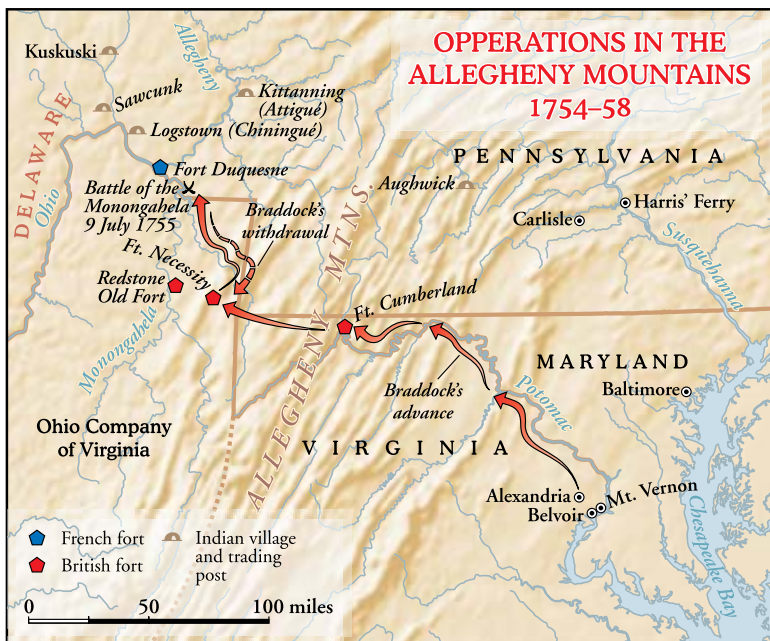 OPPERATIONS IN THE
ALLEGHENY MOUNTAINS
1754–58
Kuskuski
Allegheny
Sawcunk
Kittanning
(Attigué)
Logstown (Chiningué)
DELAWARE
Ohio
Fort Duquesne
PENNSYLVANIA
Battle of the
Monongahela
9 July 1755
Aughwick
Harris’ Ferry
Carlisle
Braddock’s
withdrawal
Susquehanna
Ft. Necessity
Redstone
Old Fort
Ft. Cumberland
ALLEGHENY MTNS.
Monongahela
MARYLAND
Baltimore
Braddock’s
advance
Potomac
Ohio Company
of Virginia
VIRGINIA
Alexandria
Mt. Vernon
Belvoir
Chesapeake Bay
French fort
British fort
Indian village
and trading
post
0 50 100 miles